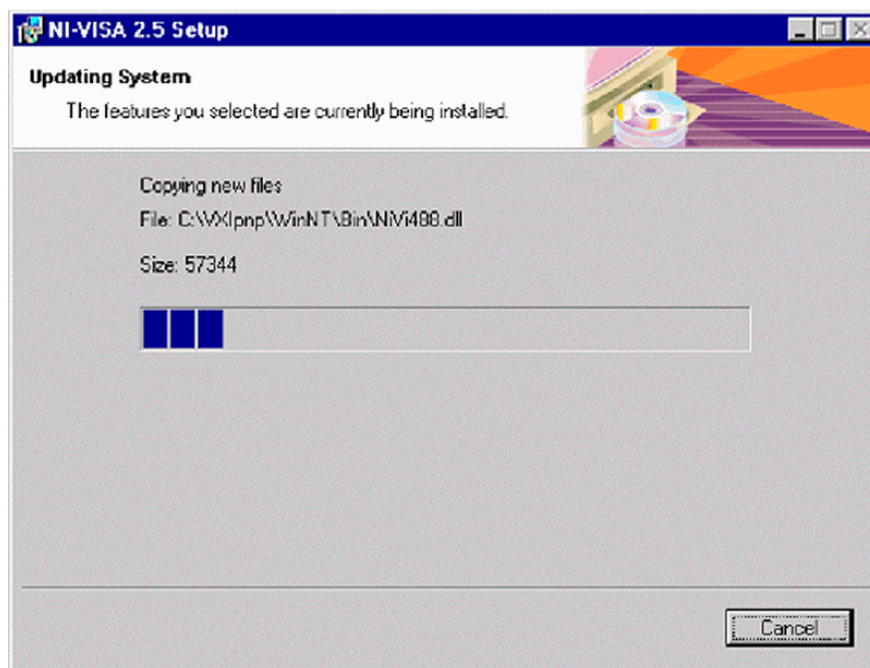 NI-VISA 2.5 Setup
Updating System
The features you selected are currently being installed.
Copying new files
File: C:\VXIpnp\WinNT\Bin\NiVi488.dll
Size: 57344
Cancel